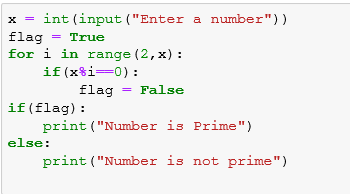 x = int(input("Enter a number"))
flag = True
for i in range(2,x):
    if(x%i==0):
        flag = False
if(flag):
    print("Number is Prime")
else:
    print("Number is not prime")